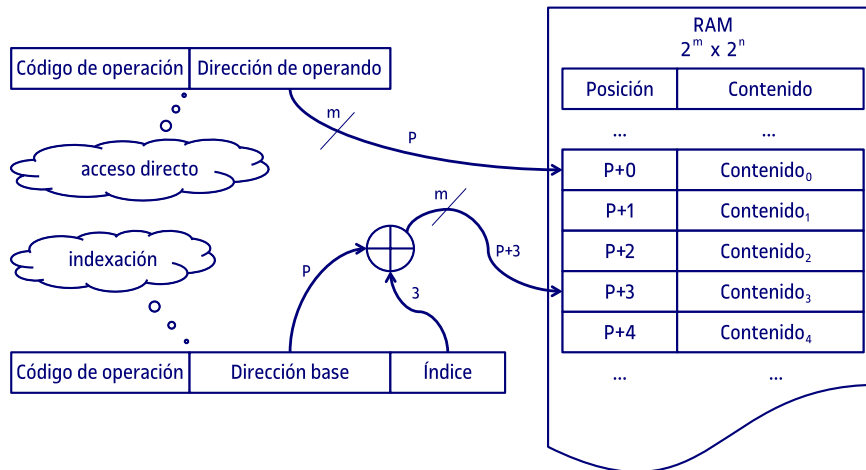 RAM
2^m x 2^n
Código de operación Dirección de operando
Posición Contenido
m
P
... ...
acceso directo
P+0 Contenido₀
P+1 Contenido₁
P+2 Contenido₂
P+3 Contenido₃
P+4 Contenido₄
... ...
m
P+3
indexación
P
3
Código de operación Dirección base Índice